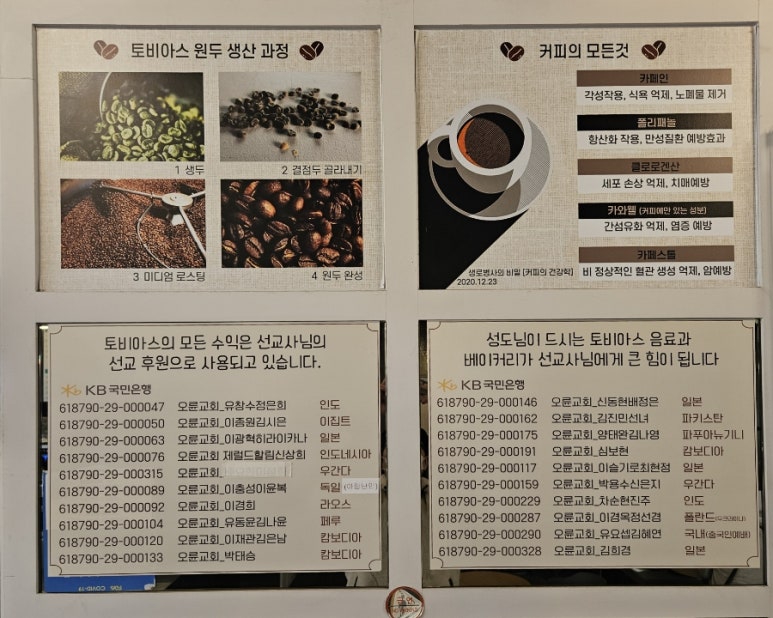 토비아스 원두 생산 과정
1 생두
2 결점두 골라내기
3 미디엄 로스팅
4 원두 완성
커피의 모든것
카페인
각성작용, 식욕 억제, 노폐물 제거
폴리페놀
항산화 작용, 만성질환 예방효과
클로로겐산
세포 손상 억제, 치매예방
카와웰 (커피에만 있는 성분)
간섬유화 억제, 염증 예방
카페스톨
비 정상적인 혈관 생성 억제, 암예방
생로병사의 비밀 [커피의 건강학]
2020.12.23
토비아스의 모든 수익은 선교사님의
선교 후원으로 사용되고 있습니다.
KB국민은행
618790-29-000047 오륜교회_유창수정은희 인도
618790-29-000050 오륜교회_이종원김시은 이집트
618790-29-000063 오륜교회_이광혁히라이카나 일본
618790-29-000076 오륜교회 제럴드할림신상희 인도네시아
618790-29-000315 오륜교회_ 우간다
618790-29-000089 오륜교회_이충성이윤복 독일
618790-29-000092 오륜교회_이경희 라오스
618790-29-000104 오륜교회_유동윤김나윤 페루
618790-29-000120 오륜교회_이재관김은남 캄보디아
618790-29-000133 오륜교회_박태승 캄보디아
성도님이 드시는 토비아스 음료과
베이커리가 선교사님에게 큰 힘이 됩니다
KB국민은행
618790-29-000146 오륜교회_신동현배정은 일본
618790-29-000162 오륜교회_김진민선녀 파키스탄
618790-29-000175 오륜교회_양태완김나영 파푸아뉴기니
618790-29-000191 오륜교회_심보현 캄보디아
618790-29-000117 오륜교회_이슬기로최현정 일본
618790-29-000159 오륜교회_박용수신은지 우간다
618790-29-000229 오륜교회_차순현진주 인도
618790-29-000287 오륜교회_이경목정선경 폴란드(우크라이나)
618790-29-000290 오륜교회_유요섭김혜연 국내(중국인예배)
618790-29-000328 오륜교회_김희경 일본